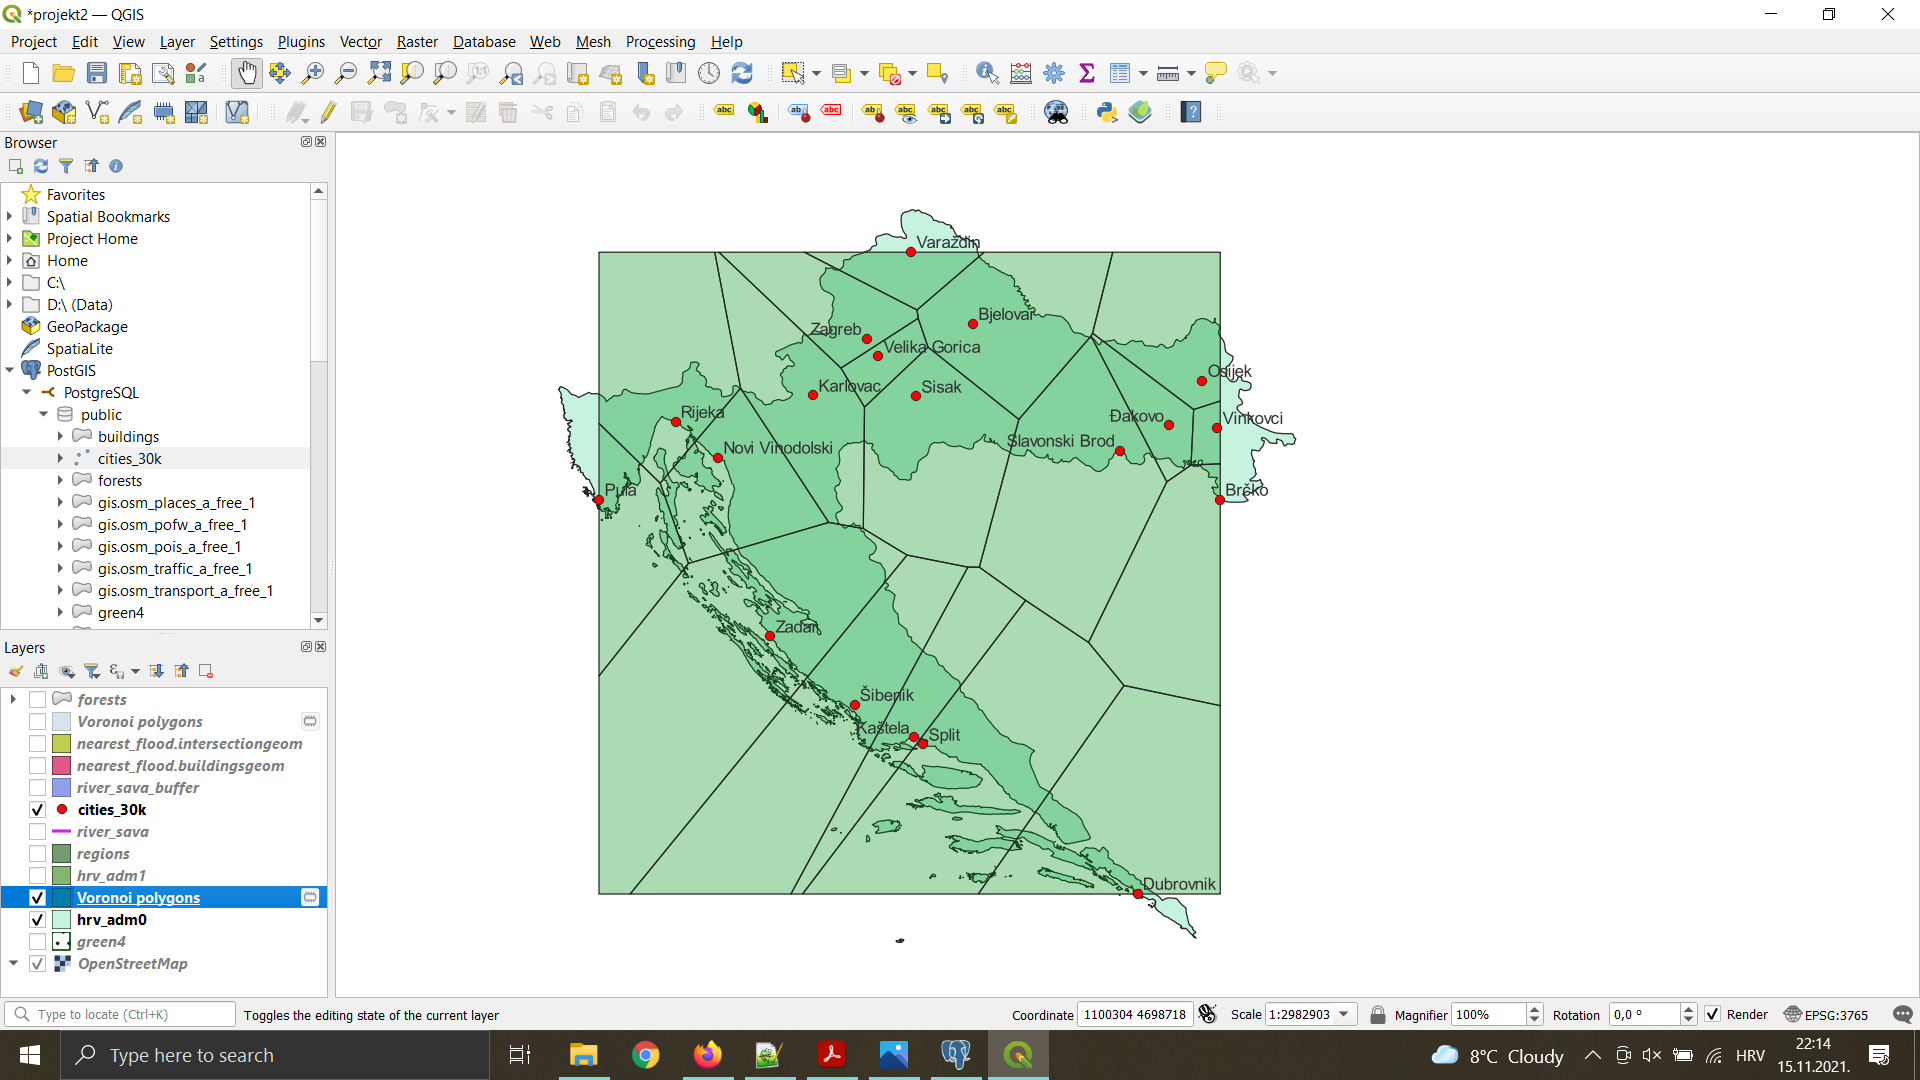 *projekt2 — QGIS
Project Edit View Layer Settings Plugins Vector Raster Database Web Mesh Processing Help
Browser
Favorites
Spatial Bookmarks
Project Home
Home
C:\
D:\ (Data)
GeoPackage
SpatiaLite
PostGIS
PostgreSQL
public
buildings
cities_30k
forests
gis.osm_places_a_free_1
gis.osm_pofw_a_free_1
gis.osm_pois_a_free_1
gis.osm_traffic_a_free_1
gis.osm_transport_a_free_1
green4
Layers
forests
Voronoi polygons
nearest_flood.intersectiongeom
nearest_flood.buildingsgeom
river_sava_buffer
cities_30k
river_sava
regions
hrv_adm1
Voronoi polygons
hrv_adm0
green4
OpenStreetMap
Varaždin
Bjelovar
Zagreb
Velika Gorica
Karlovac
Sisak
Osijek
Rijeka
Đakovo
Vinkovci
Novi Vinodolski
Slavonski Brod
Pula
Brčko
Zadar
Šibenik
Kaštela
Split
Dubrovnik
Type to locate (Ctrl+K) Toggles the editing state of the current layer Coordinate 1100304 4698718 Scale 1:2982903 Magnifier 100% Rotation 0,0 ° Render EPSG:3765
Type here to search 8°C Cloudy HRV 22:14
15.11.2021.